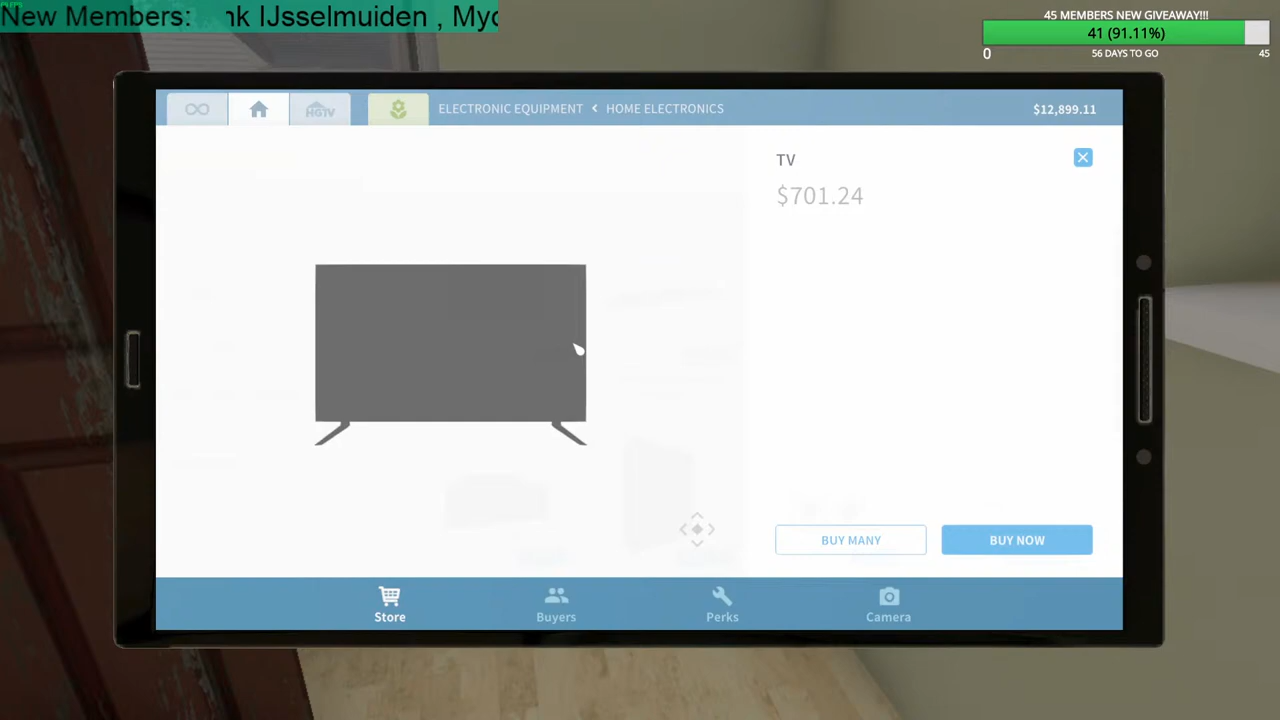 New Members: nk IJsselmuiden , Myc
45 MEMBERS NEW GIVEAWAY!!!
41 (91.11%)
0
56 DAYS TO GO
45
HGTV
ELECTRONIC EQUIPMENT < HOME ELECTRONICS
$12,899.11
TV
$701.24
BUY MANY
BUY NOW
Store
Buyers
Perks
Camera